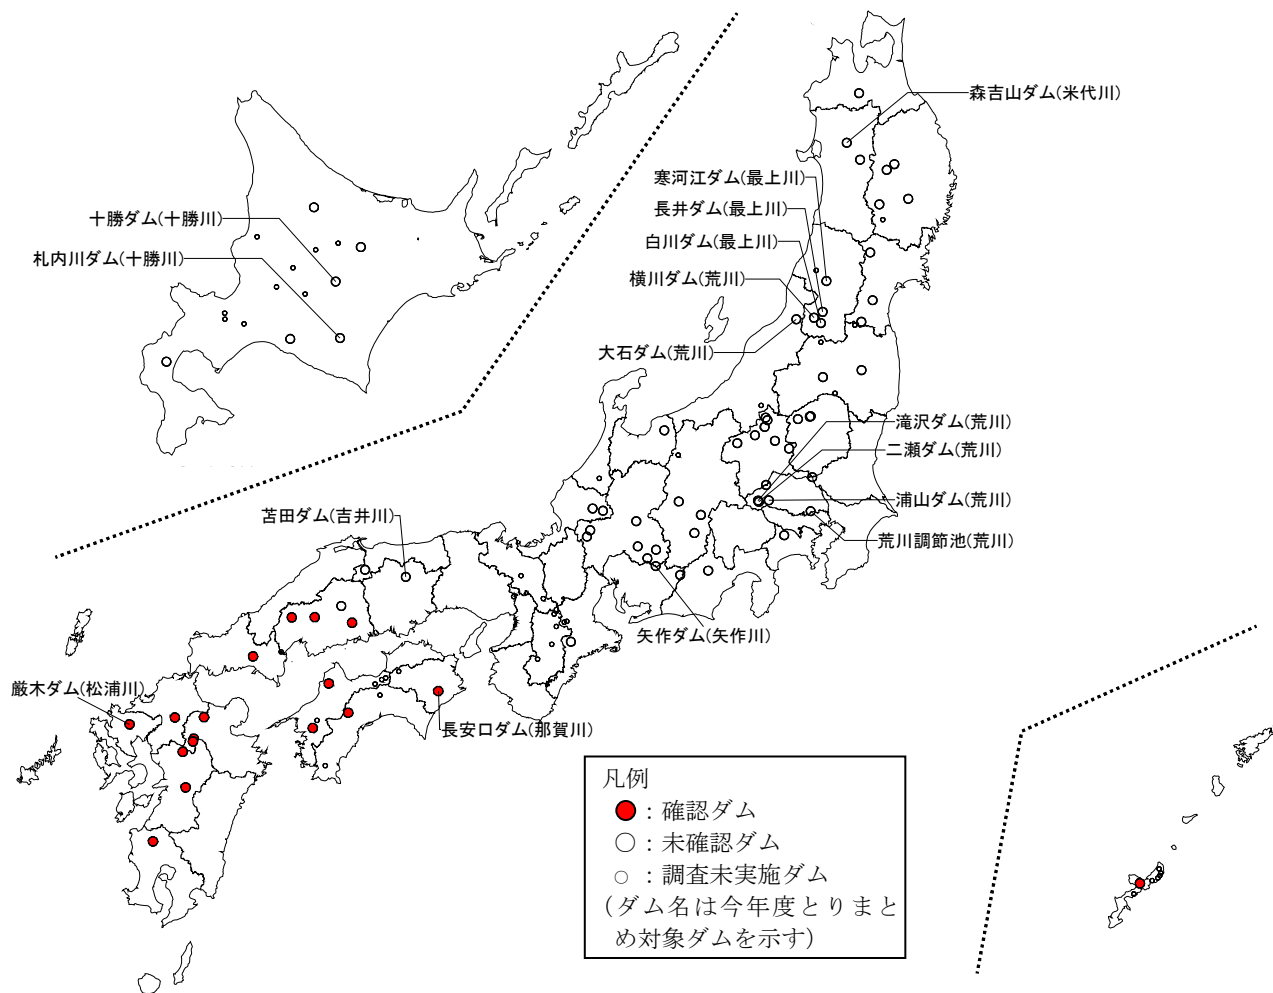 森吉山ダム(米代川)
寒河江ダム(最上川)
長井ダム(最上川)
白川ダム(最上川)
横川ダム(荒川)
大石ダム(荒川)
十勝ダム(十勝川)
札内川ダム(十勝川)
滝沢ダム(荒川)
二瀬ダム(荒川)
浦山ダム(荒川)
荒川調節池(荒川)
苫田ダム(吉井川)
矢作ダム(矢作川)
厳木ダム(松浦川)
長安口ダム(那賀川)
凡例
：確認ダム
：未確認ダム
：調査未実施ダム
(ダム名は今年度とりまと
め対象ダムを示す)